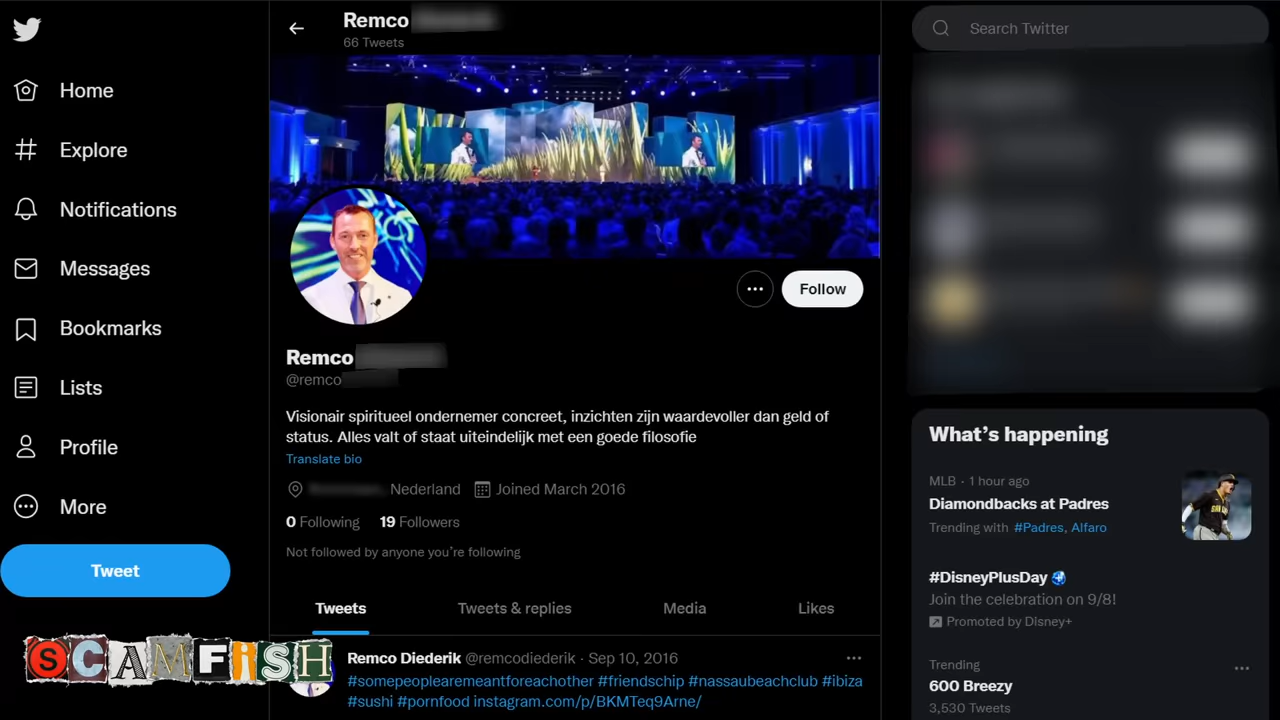 Home
Explore
Notifications
Messages
Bookmarks
Lists
Profile
More
Tweet
SCAMFISH
Remco
66 Tweets
Follow
Remco
@remco
Visionair spiritueel ondernemer concreet, inzichten zijn waardevoller dan geld of
status. Alles valt of staat uiteindelijk met een goede filosofie
Translate bio
Nederland Joined March 2016
0 Following 19 Followers
Not followed by anyone you’re following
Tweets Tweets & replies Media Likes
Remco Diederik @remcodiederik · Sep 10, 2016
#somepeoplearemeantforeachother #friendschip #nassaubeachclub #ibiza
#sushi #pornfood instagram.com/p/BKMTeq9Arne/
Search Twitter
What’s happening
MLB · 1 hour ago
Diamondbacks at Padres
Trending with #Padres, Alfaro
#DisneyPlusDay
Join the celebration on 9/8!
Promoted by Disney+
Trending
600 Breezy
3,530 Tweets